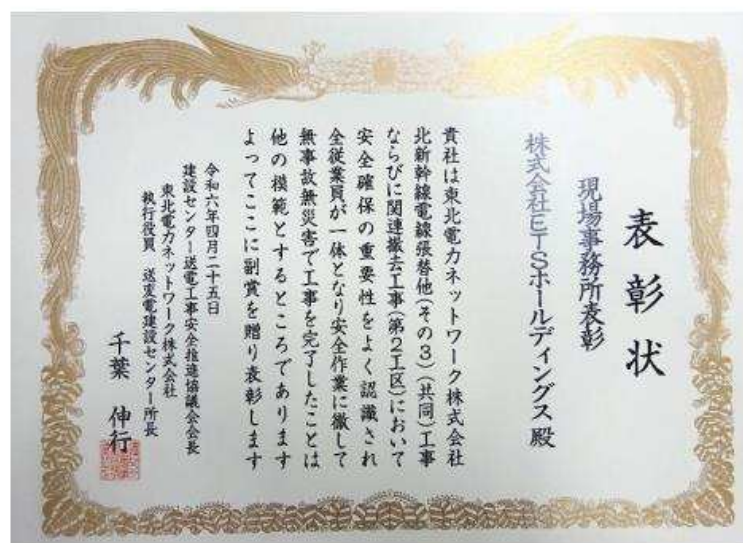 表彰状
現場事務所表彰
株式会社ETSホールディングス殿
貴社は東北電力ネットワーク株式会社
北新幹線電線張替他(その3)(共同)工事
ならびに関連撤去工事(第2工区)において
安全確保の重要性をよく認識され
全従業員が一体となり安全作業に徹して
無事故無災害で工事を完了したことは
他の模範とするところであります
よってここに副賞を贈り表彰します
令和六年四月二十五日
建設センター送電工事安全推進協議会会長
東北電力ネットワーク株式会社
執行役員 送変電建設センター所長
千葉 伸行